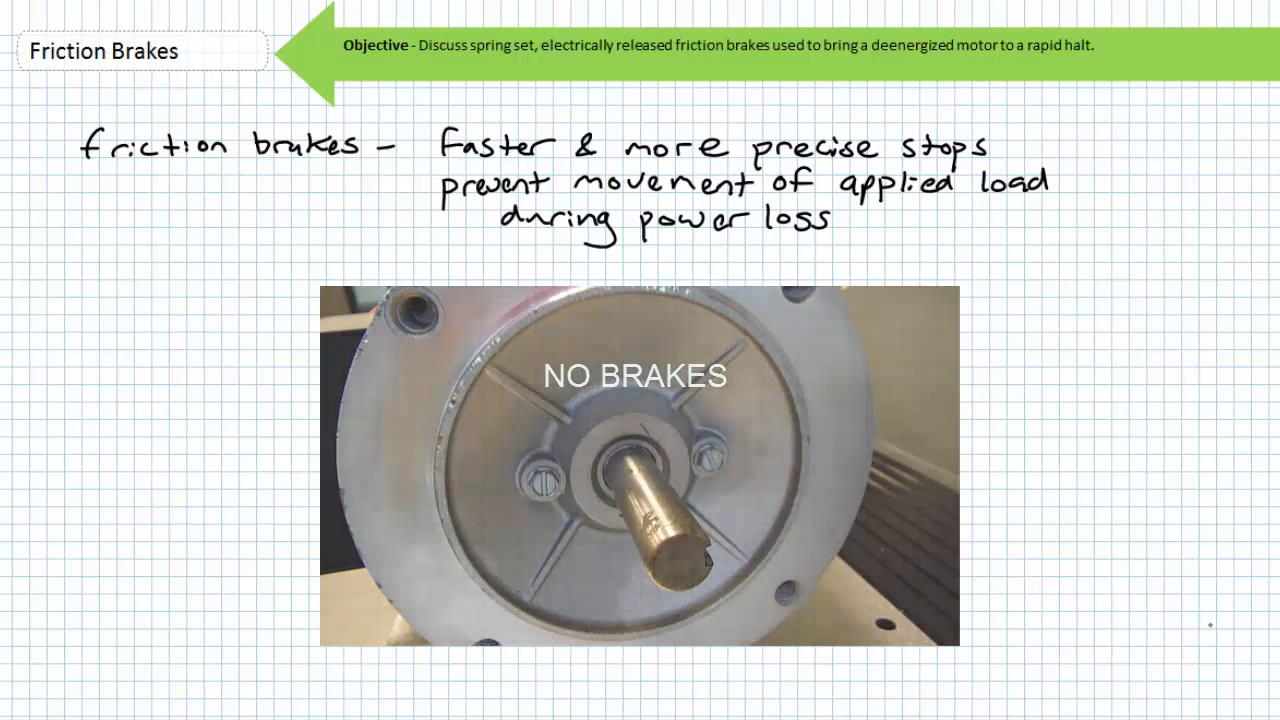 Friction Brakes
Objective - Discuss spring set, electrically released friction brakes used to bring a deenergized motor to a rapid halt.
friction brakes - Faster & more precise stops
prevent movement of applied load
during power loss
NO BRAKES